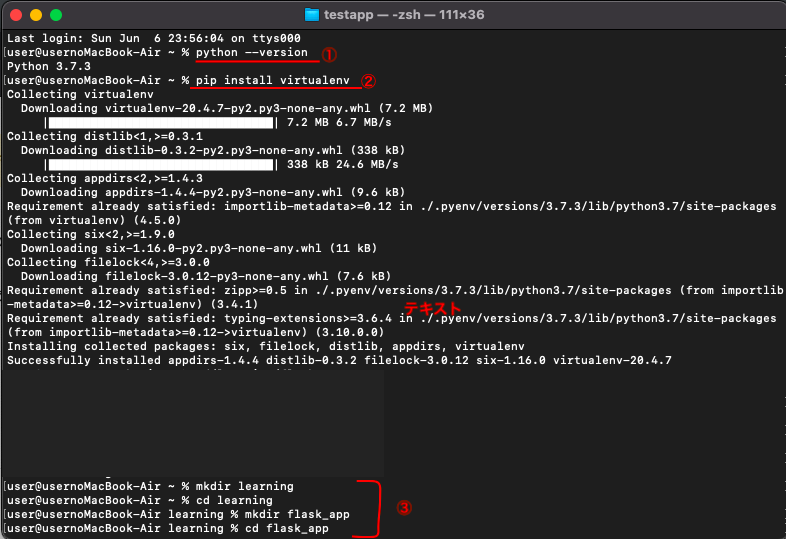 testapp — -zsh — 111×36
Last login: Sun Jun  6 23:56:04 on ttys000
[user@usernoMacBook-Air ~ % python --version ①
Python 3.7.3
[user@usernoMacBook-Air ~ % pip install virtualenv ②
Collecting virtualenv
  Downloading virtualenv-20.4.7-py2.py3-none-any.whl (7.2 MB)
     |████████████████████████████████| 7.2 MB 6.7 MB/s
Collecting distlib<1,>=0.3.1
  Downloading distlib-0.3.2-py2.py3-none-any.whl (338 kB)
     |████████████████████████████████| 338 kB 24.6 MB/s
Collecting appdirs<2,>=1.4.3
  Downloading appdirs-1.4.4-py2.py3-none-any.whl (9.6 kB)
Requirement already satisfied: importlib-metadata>=0.12 in ./.pyenv/versions/3.7.3/lib/python3.7/site-packages
(from virtualenv) (4.5.0)
Collecting six<2,>=1.9.0
  Downloading six-1.16.0-py2.py3-none-any.whl (11 kB)
Collecting filelock<4,>=3.0.0
  Downloading filelock-3.0.12-py3-none-any.whl (7.6 kB)
Requirement already satisfied: zipp>=0.5 in ./.pyenv/versions/3.7.3/lib/python3.7/site-packages (from importlib
-metadata>=0.12->virtualenv) (3.4.1)
テキスト
Requirement already satisfied: typing-extensions>=3.6.4 in ./.pyenv/versions/3.7.3/lib/python3.7/site-packages
(from importlib-metadata>=0.12->virtualenv) (3.10.0.0)
Installing collected packages: six, filelock, distlib, appdirs, virtualenv
Successfully installed appdirs-1.4.4 distlib-0.3.2 filelock-3.0.12 six-1.16.0 virtualenv-20.4.7
[user@usernoMacBook-Air ~ % mkdir learning
user@usernoMacBook-Air ~ % cd learning
[user@usernoMacBook-Air learning % mkdir flask_app ③
[user@usernoMacBook-Air learning % cd flask_app